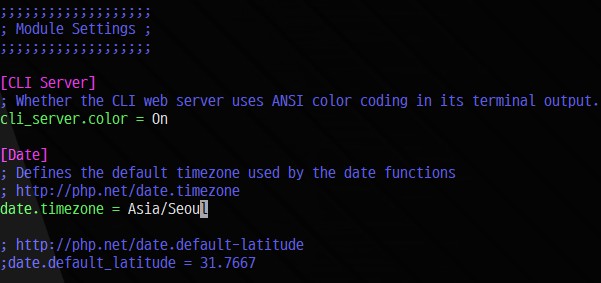 ;;;;;;;;;;;;;;;;;;;
; Module Settings ;
;;;;;;;;;;;;;;;;;;;
[CLI Server]
; Whether the CLI web server uses ANSI color coding in its terminal output.
cli_server.color = On
[Date]
; Defines the default timezone used by the date functions
; http://php.net/date.timezone
date.timezone = Asia/Seoul
; http://php.net/date.default-latitude
;date.default_latitude = 31.7667